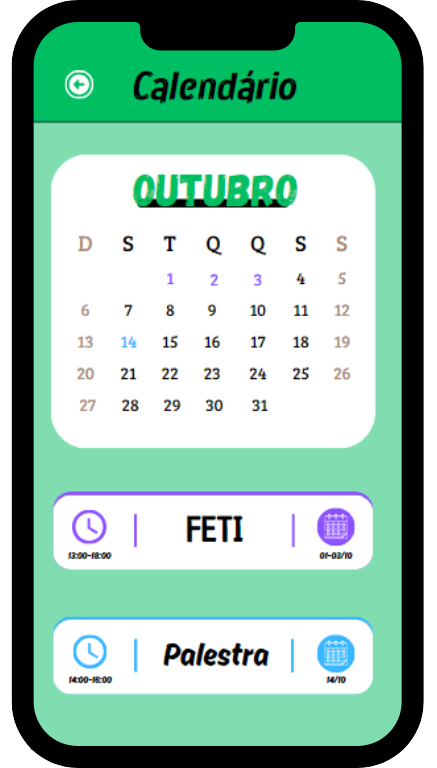 Calendário
OUTUBRO
D S T Q Q S S
1 2 3 4 5
6 7 8 9 10 11 12
13 14 15 16 17 18 19
20 21 22 23 24 25 26
27 28 29 30 31
FETI
13:00-18:00
01-03/10
Palestra
14:00-16:00
14/10